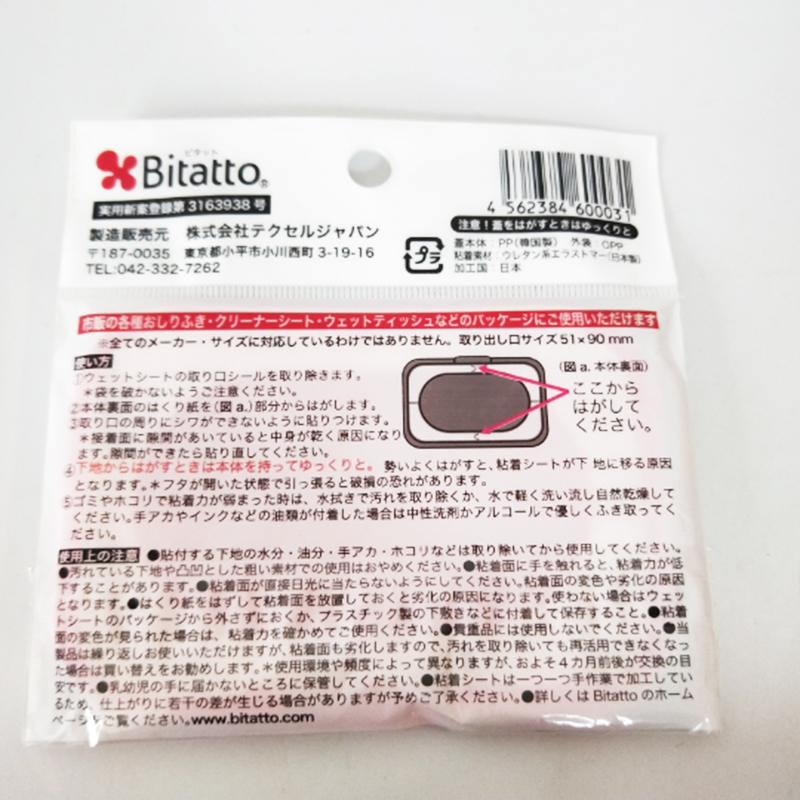 ビタット
Bitatto®
実用新案登録第3163938号
製造販売元 株式会社テクセルジャパン
〒187-0035 東京都小平市小川西町3-19-16
TEL:042-332-7262
4 562384 600031
注意!蓋をはがすときはゆっくりと
プラ
蓋本体:PP(韓国製) 外装:OPP
粘着素材:ウレタン系エラストマー(日本製)
加工国:日本
市販の各種おしりふき・クリーナーシート・ウェットティッシュなどのパッケージにご使用いただけます
※全てのメーカー・サイズに対応しているわけではありません。取り出し口サイズ51×90mm
使い方
①ウェットシートの取り口シールを取り除きます。
＊袋を破かないようご注意ください。
②本体裏面のはくり紙を(図a.)部分からはがします。
③取り口の周りにシワができないように貼りつけます。
＊接着面に隙間があいていると中身が乾く原因になり
ます。隙間ができたら貼り直してください。
(図a.本体裏面)
ここから
はがして
ください。
④下地からはがすときは本体を持ってゆっくりと。 勢いよくはがすと、粘着シートが下 地に移る原因
となります。＊フタが開いた状態で引っ張ると破損の恐れがあります。
⑤ゴミやホコリで粘着力が弱まった時は、水拭きで汚れを取り除くか、水で軽く洗い流し自然乾燥して
ください。手アカやインクなどの油類が付着した場合は中性洗剤かアルコールで優しくふき取ってく
ださい。
使用上の注意 ●貼付する下地の水分・油分・手アカ・ホコリなどは取り除いてから使用してください。
●汚れている下地や凸凹とした粗い素材での使用はおやめください。●粘着面に手を触れると、粘着力が低
下することがあります。●粘着面が直接日光に当たらないようにしてください。粘着面の変色や劣化の原因
となります。●はくり紙をはずして粘着面を放置しておくと劣化の原因になります。使わない場合はウェッ
トシートのパッケージから外さずにおくか、プラスチック製の下敷きなどに付着して保存すること。●粘着
面の変色が見られた場合は、粘着力を確かめてご使用ください。●貴重品には使用しないでください。●当
製品は繰り返しお使いいただけますが、粘着面も劣化しますので、汚れを取り除いても再活用できなくなっ
た場合は買い替えをお勧めします。＊使用環境や頻度によって異なりますが、およそ4カ月前後が交換の目
安です。●乳幼児の手に届かないところに保管してください。●粘着シートは一つ一つ手作業で加工してい
るため、仕上がりに若干の差が生じる場合がありますが予めご了承ください。●詳しくは Bitatto のホーム
ページをご覧ください。www.bitatto.com